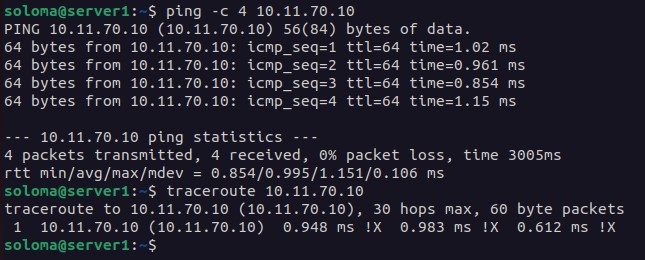 soloma@server1:~$ ping -c 4 10.11.70.10
PING 10.11.70.10 (10.11.70.10) 56(84) bytes of data.
64 bytes from 10.11.70.10: icmp_seq=1 ttl=64 time=1.02 ms
64 bytes from 10.11.70.10: icmp_seq=2 ttl=64 time=0.961 ms
64 bytes from 10.11.70.10: icmp_seq=3 ttl=64 time=0.854 ms
64 bytes from 10.11.70.10: icmp_seq=4 ttl=64 time=1.15 ms

--- 10.11.70.10 ping statistics ---
4 packets transmitted, 4 received, 0% packet loss, time 3005ms
rtt min/avg/max/mdev = 0.854/0.995/1.151/0.106 ms
soloma@server1:~$ traceroute 10.11.70.10
traceroute to 10.11.70.10 (10.11.70.10), 30 hops max, 60 byte packets
 1  10.11.70.10 (10.11.70.10)  0.948 ms !X  0.983 ms !X  0.612 ms !X
soloma@server1:~$